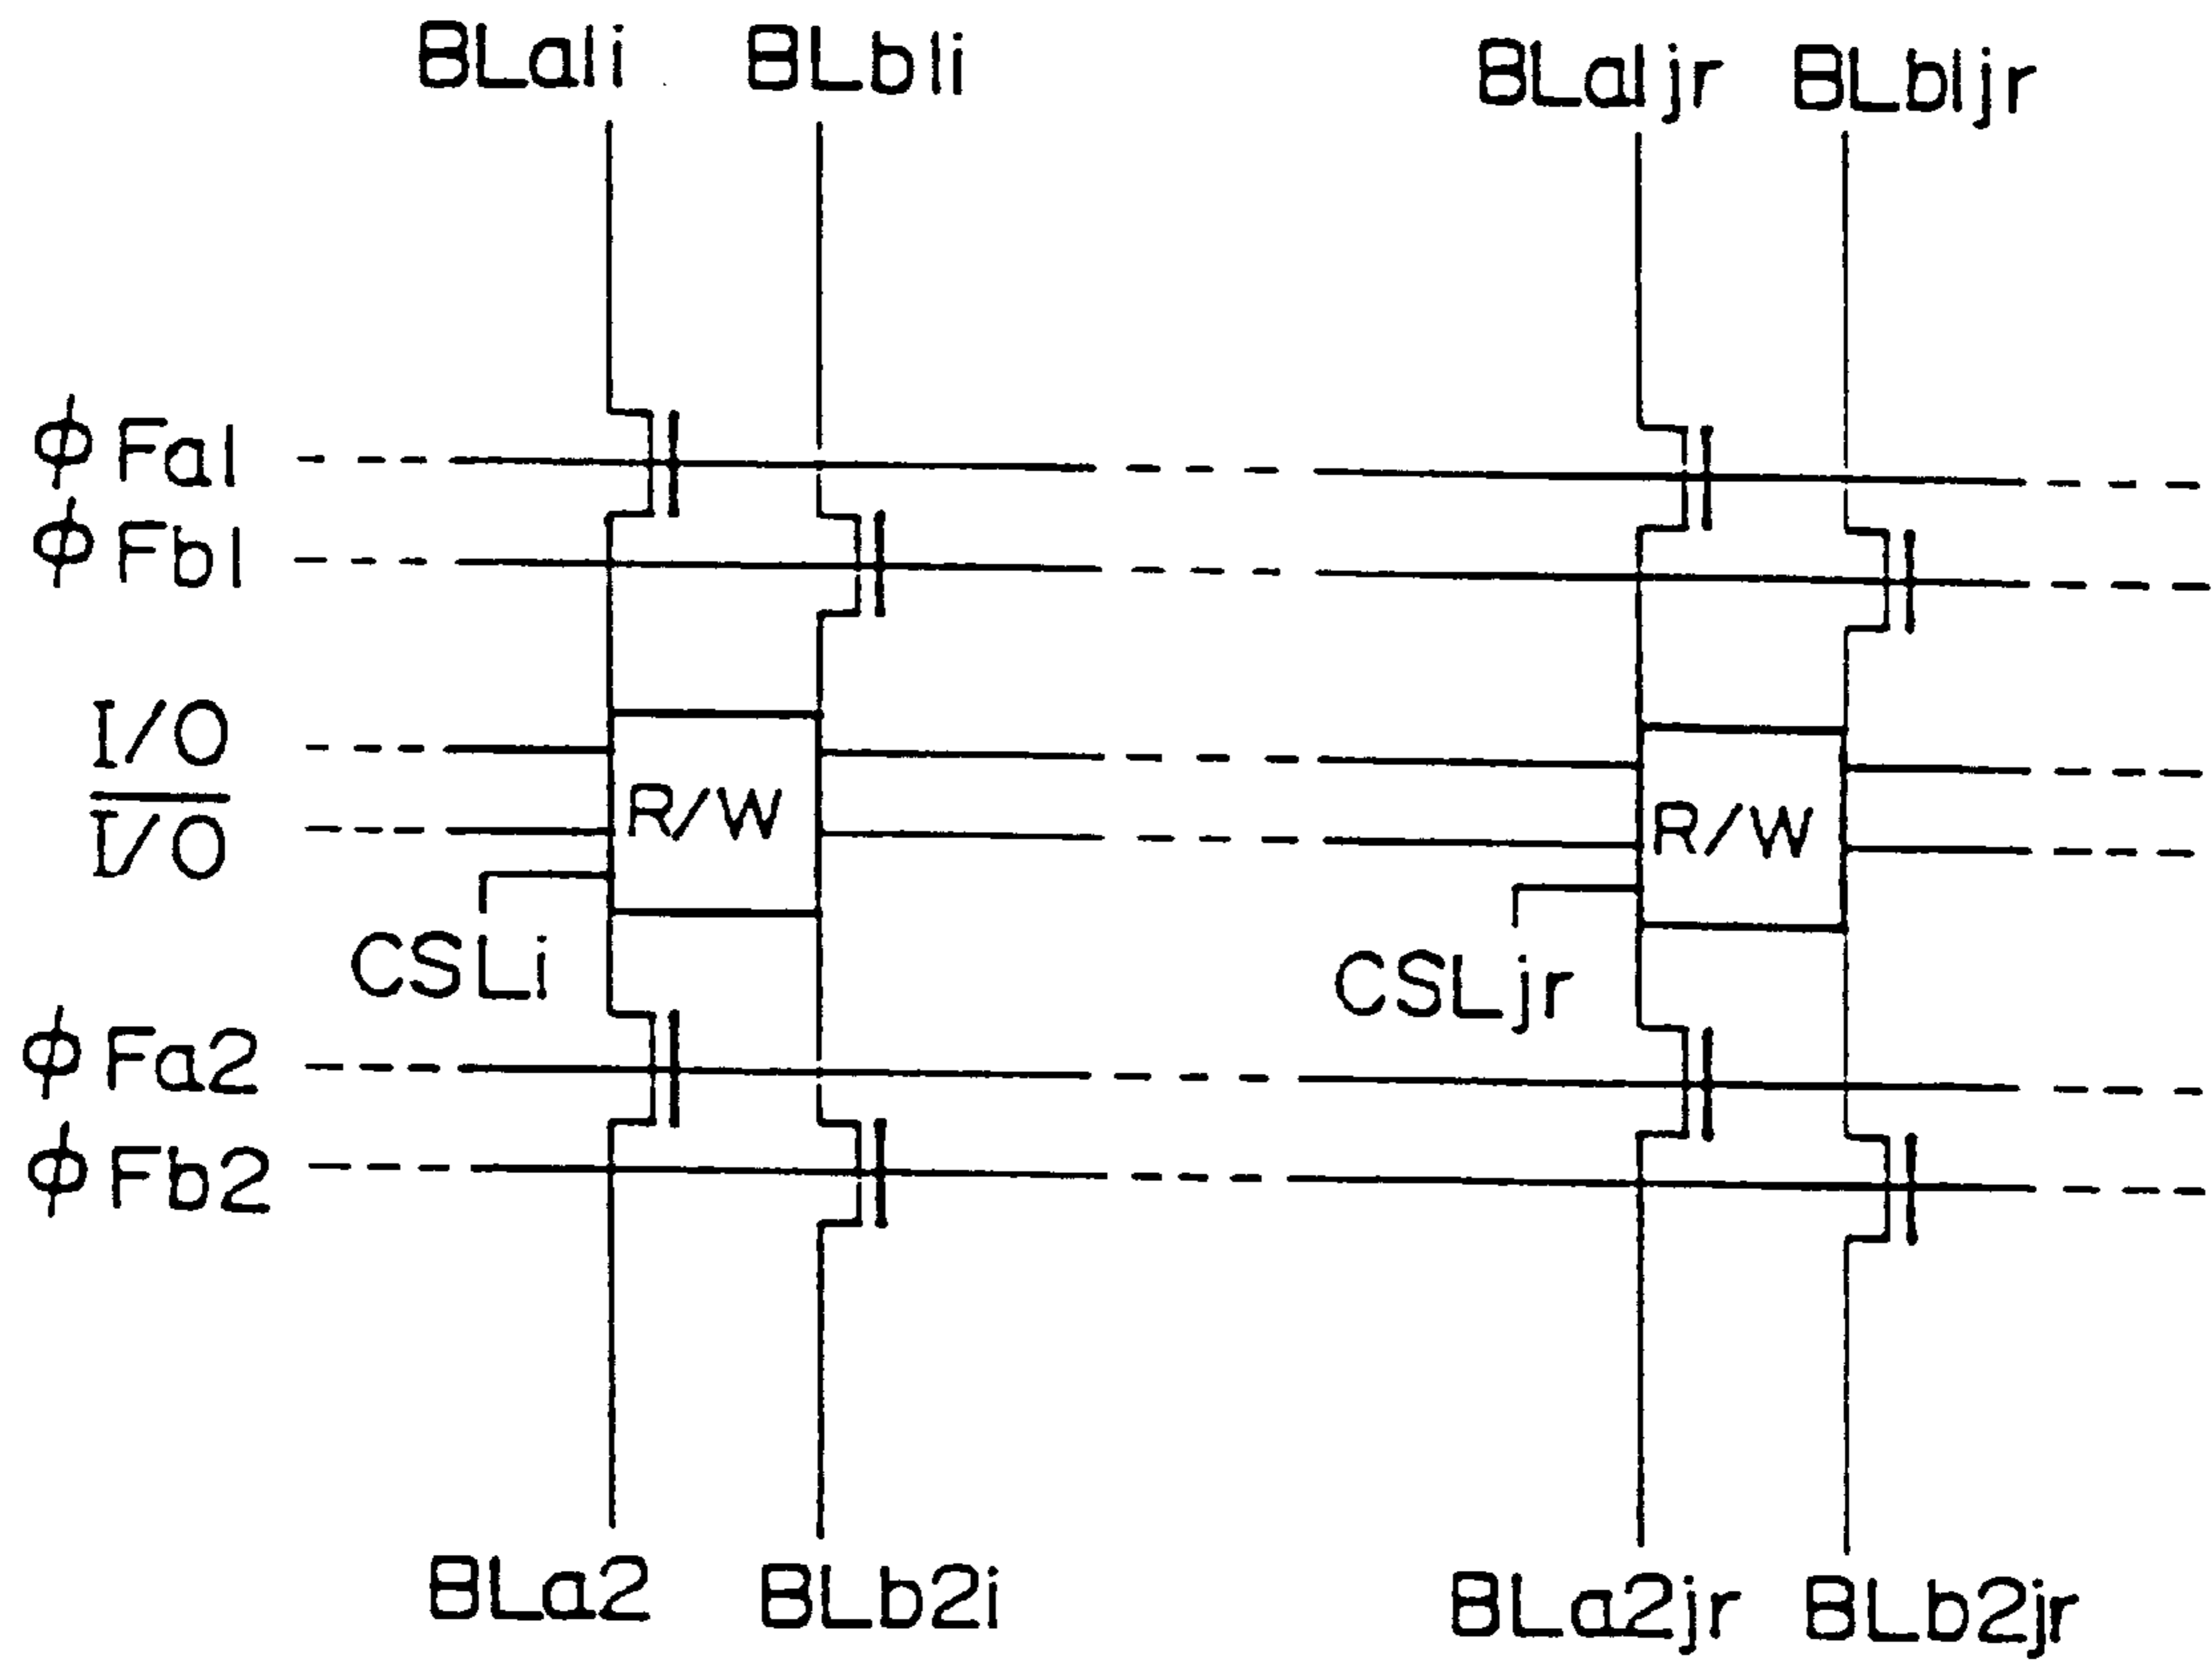 BLa1i BLb1i BLa1jr BLb1jr
ϕFa1
ϕFb1
I/O
I/O
R/W R/W
CSLi CSLjr
ϕFa2
ϕFb2
BLa2 BLb2i BLa2jr BLb2jr